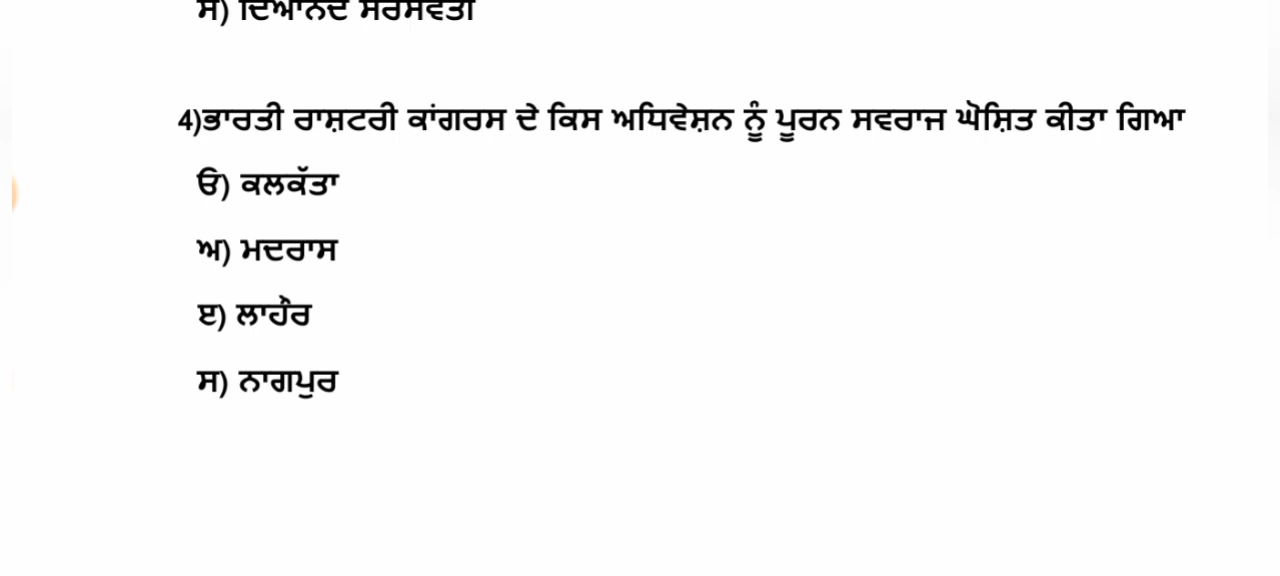 ਸ) ਦਿਆਨੰਦ ਸਰਸਵਤੀ
4)ਭਾਰਤੀ ਰਾਸ਼ਟਰੀ ਕਾਂਗਰਸ ਦੇ ਕਿਸ ਅਧਿਵੇਸ਼ਨ ਨੂੰ ਪੂਰਨ ਸਵਰਾਜ ਘੋਸ਼ਿਤ ਕੀਤਾ ਗਿਆ
ੳ) ਕਲਕੱਤਾ
ਅ) ਮਦਰਾਸ
ੲ) ਲਾਹੌਰ
ਸ) ਨਾਗਪੁਰ